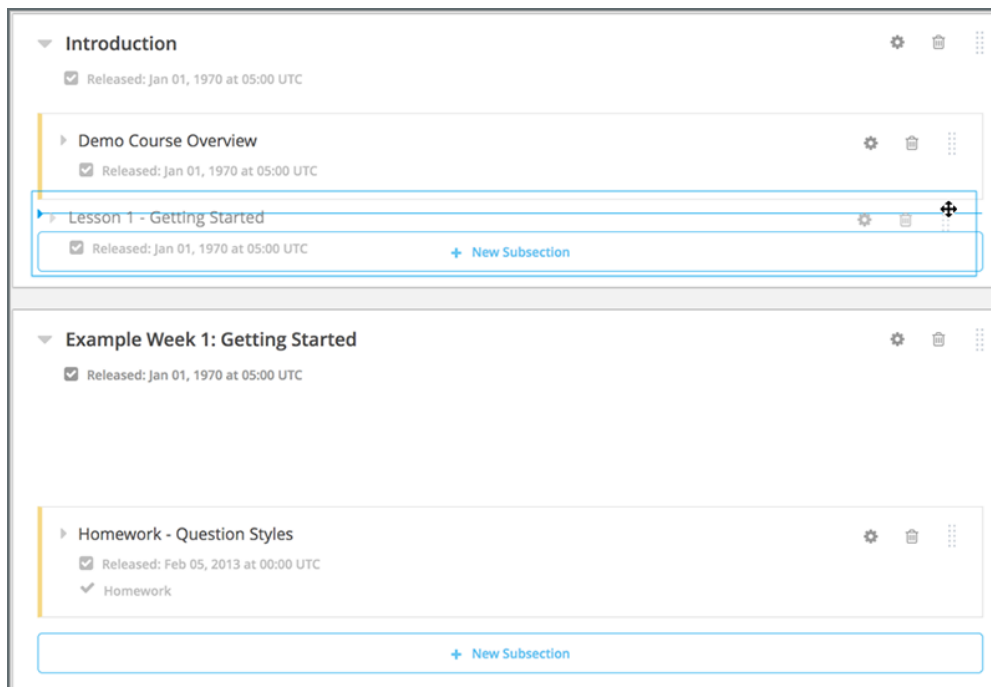 Introduction
Released: Jan 01, 1970 at 05:00 UTC
Demo Course Overview
Released: Jan 01, 1970 at 05:00 UTC
Lesson 1 - Getting Started
Released: Jan 01, 1970 at 05:00 UTC
+ New Subsection
Example Week 1: Getting Started
Released: Jan 01, 1970 at 05:00 UTC
Homework - Question Styles
Released: Feb 05, 2013 at 00:00 UTC
Homework
+ New Subsection